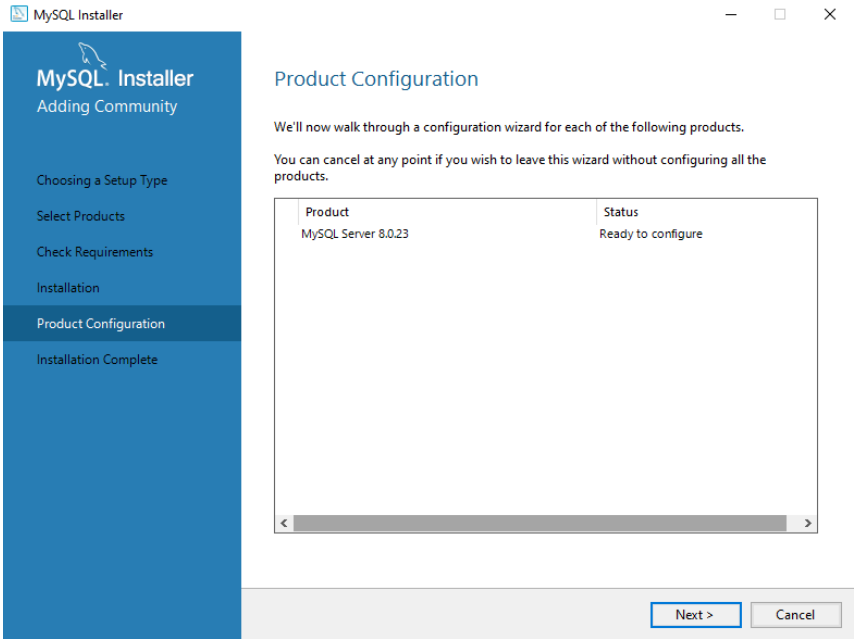 MySQL Installer
MySQL. Installer
Adding Community
Choosing a Setup Type
Select Products
Check Requirements
Installation
Product Configuration
Installation Complete
Product Configuration
We'll now walk through a configuration wizard for each of the following products.
You can cancel at any point if you wish to leave this wizard without configuring all the
products.
Product Status
MySQL Server 8.0.23 Ready to configure
Next > Cancel